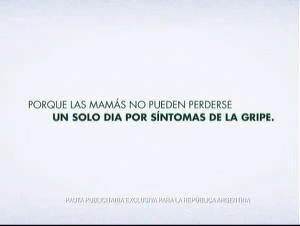 PORQUE LAS MAMÁS NO PUEDEN PERDERSE
UN SOLO DIA POR SÍNTOMAS DE LA GRIPE.
PAUTA PUBLICITARIA EXCLUSIVA PARA LA REPÚBLICA ARGENTINA